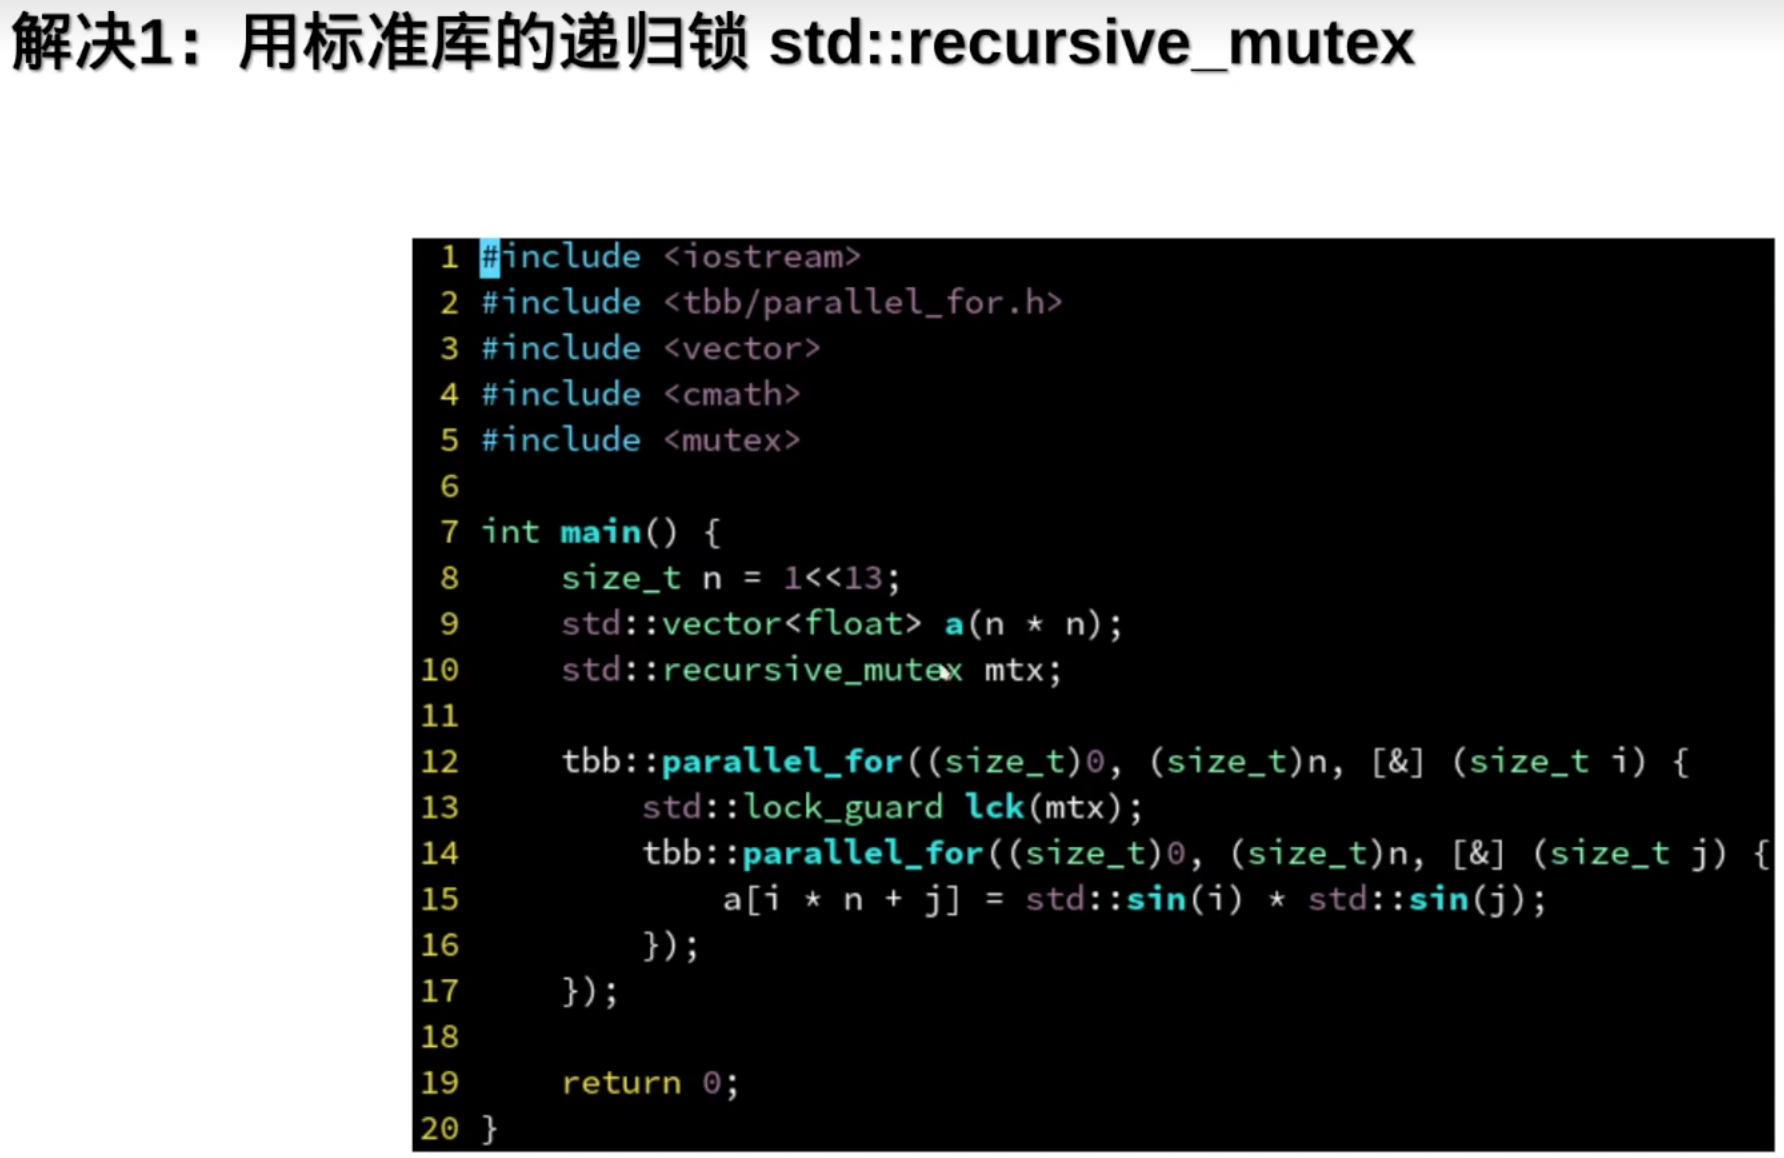 解决1：用标准库的递归锁 std::recursive_mutex
1 #include <iostream>
2 #include <tbb/parallel_for.h>
3 #include <vector>
4 #include <cmath>
5 #include <mutex>
6
7 int main() {
8     size_t n = 1<<13;
9     std::vector<float> a(n * n);
10     std::recursive_mutex mtx;
11
12     tbb::parallel_for((size_t)0, (size_t)n, [&] (size_t i) {
13         std::lock_guard lck(mtx);
14         tbb::parallel_for((size_t)0, (size_t)n, [&] (size_t j) {
15             a[i * n + j] = std::sin(i) * std::sin(j);
16         });
17     });
18
19     return 0;
20 }